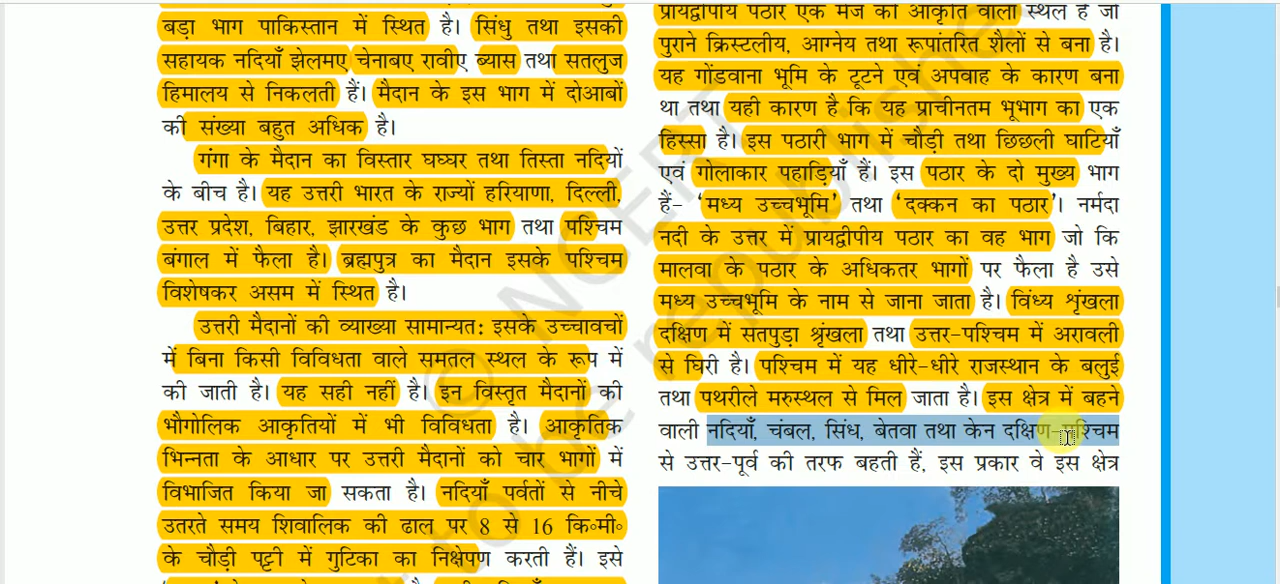 बड़ा भाग पाकिस्तान में स्थित है। सिंधु तथा इसकी
सहायक नदियाँ झेलमए चेनाबए रावीए ब्यास तथा सतलुज
हिमालय से निकलती हैं। मैदान के इस भाग में दोआबों
की संख्या बहुत अधिक है।
गंगा के मैदान का विस्तार घघ्घर तथा तिस्ता नदियों
के बीच है। यह उत्तरी भारत के राज्यों हरियाणा, दिल्ली,
उत्तर प्रदेश, बिहार, झारखंड के कुछ भाग तथा पश्चिम
बंगाल में फैला है। ब्रह्मपुत्र का मैदान इसके पश्चिम
विशेषकर असम में स्थित है।
उत्तरी मैदानों की व्याख्या सामान्यत: इसके उच्चावचों
में बिना किसी विविधता वाले समतल स्थल के रूप में
की जाती है। यह सही नहीं है। इन विस्तृत मैदानों की
भौगोलिक आकृतियों में भी विविधता है। आकृतिक
भिन्नता के आधार पर उत्तरी मैदानों को चार भागों में
विभाजित किया जा सकता है। नदियाँ पर्वतों से नीचे
उतरते समय शिवालिक की ढाल पर 8 से 16 कि॰मी॰
के चौड़ी पट्टी में गुटिका का निक्षेपण करती हैं। इसे
प्रायद्वीपीय पठार एक मेज की आकृति वाला स्थल है जो
पुराने क्रिस्टलीय, आग्नेय तथा रूपांतरित शैलों से बना है।
यह गोंडवाना भूमि के टूटने एवं अपवाह के कारण बना
था तथा यही कारण है कि यह प्राचीनतम भूभाग का एक
हिस्सा है। इस पठारी भाग में चौड़ी तथा छिछली घाटियाँ
एवं गोलाकार पहाड़ियाँ हैं। इस पठार के दो मुख्य भाग
हैं- ‘मध्य उच्चभूमि’ तथा ‘दक्कन का पठार’। नर्मदा
नदी के उत्तर में प्रायद्वीपीय पठार का वह भाग जो कि
मालवा के पठार के अधिकतर भागों पर फैला है उसे
मध्य उच्चभूमि के नाम से जाना जाता है। विंध्य शृंखला
दक्षिण में सतपुड़ा श्रृंखला तथा उत्तर-पश्चिम में अरावली
से घिरी है। पश्चिम में यह धीरे-धीरे राजस्थान के बलुई
तथा पथरीले मरुस्थल से मिल जाता है। इस क्षेत्र में बहने
वाली नदियाँ, चंबल, सिंध, बेतवा तथा केन दक्षिण-पश्चिम
से उत्तर-पूर्व की तरफ बहती हैं, इस प्रकार वे इस क्षेत्र
© NCERT
to be republished